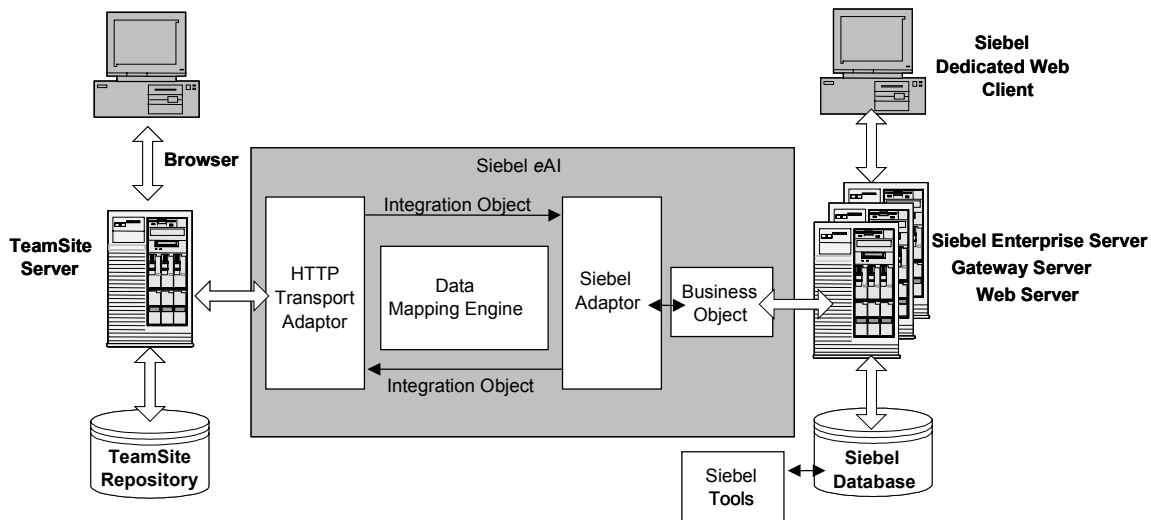 Siebel
Dedicated Web
Client
Browser
Siebel eAI
Integration Object
TeamSite
Server
HTTP
Transport
Adaptor
Data
Mapping Engine
Siebel
Adaptor
Business
Object
Siebel Enterprise Server
Gateway Server
Web Server
Integration Object
TeamSite
Repository
Siebel
Tools
Siebel
Database